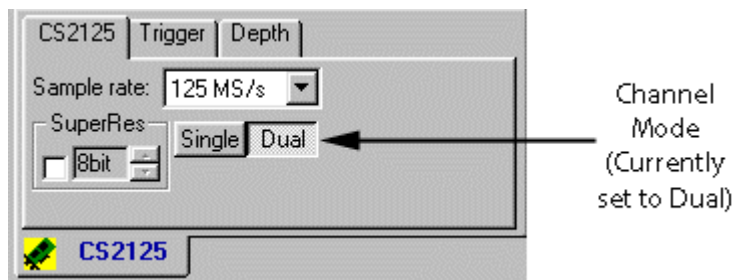 CS2125 Trigger Depth
Sample rate: 125 MS/s
SuperRes
8bit
Single Dual
CS2125
Channel
Mode
(Currently
set to Dual)